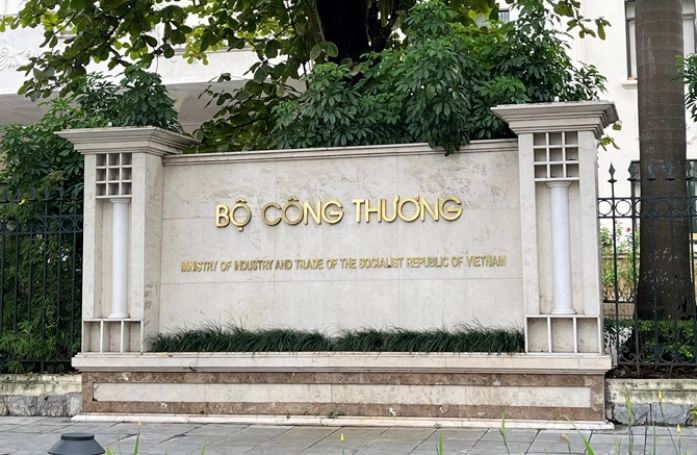 BỘ CÔNG THƯƠNG
MINISTRY OF INDUSTRY AND TRADE OF THE SOCIALIST REPUBLIC OF VIETNAM